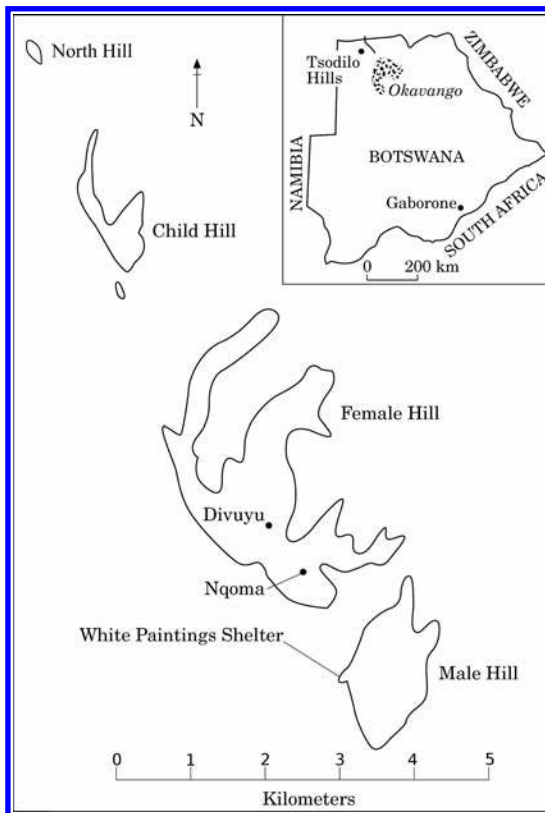 North Hill
N
Child Hill
Tsodilo
Hills
Okavango
ZIMBABWE
NAMIBIA
BOTSWANA
Gaborone
SOUTH AFRICA
0 200 km
Female Hill
Divuyu
Nqoma
White Paintings Shelter
Male Hill
0 1 2 3 4 5
Kilometers